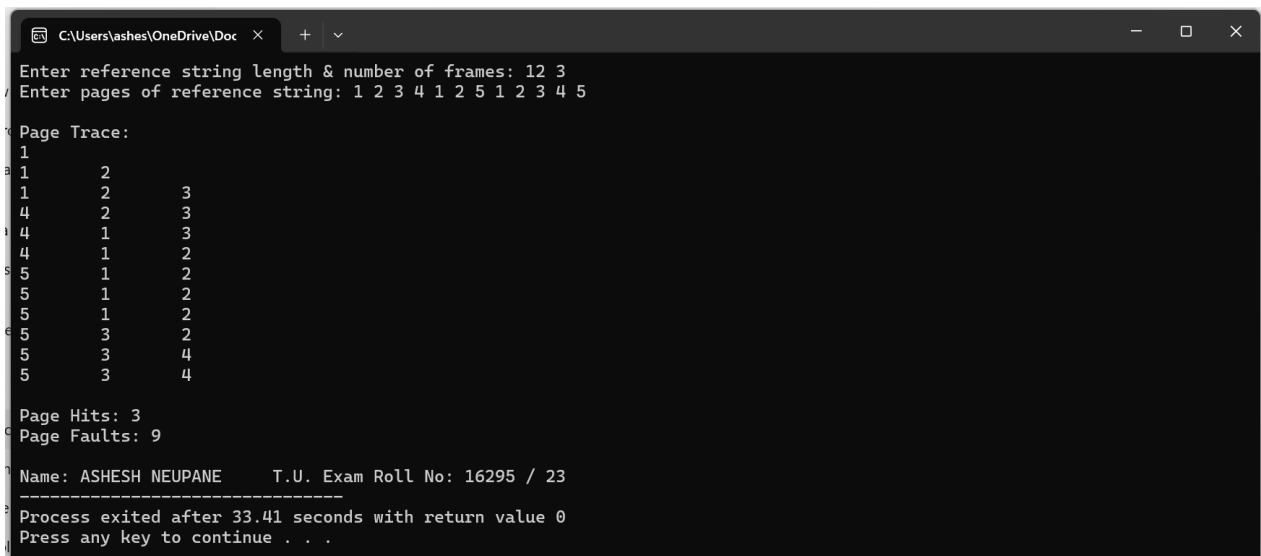 C:\Users\ashes\OneDrive\Doc
Enter reference string length & number of frames: 12 3
Enter pages of reference string: 1 2 3 4 1 2 5 1 2 3 4 5
Page Trace:
1
1 2
1 2 3
4 2 3
4 1 3
4 1 2
5 1 2
5 1 2
5 1 2
5 3 2
5 3 4
5 3 4
Page Hits: 3
Page Faults: 9
Name: ASHESH NEUPANE T.U. Exam Roll No: 16295 / 23
--------------------------------
Process exited after 33.41 seconds with return value 0
Press any key to continue . . .